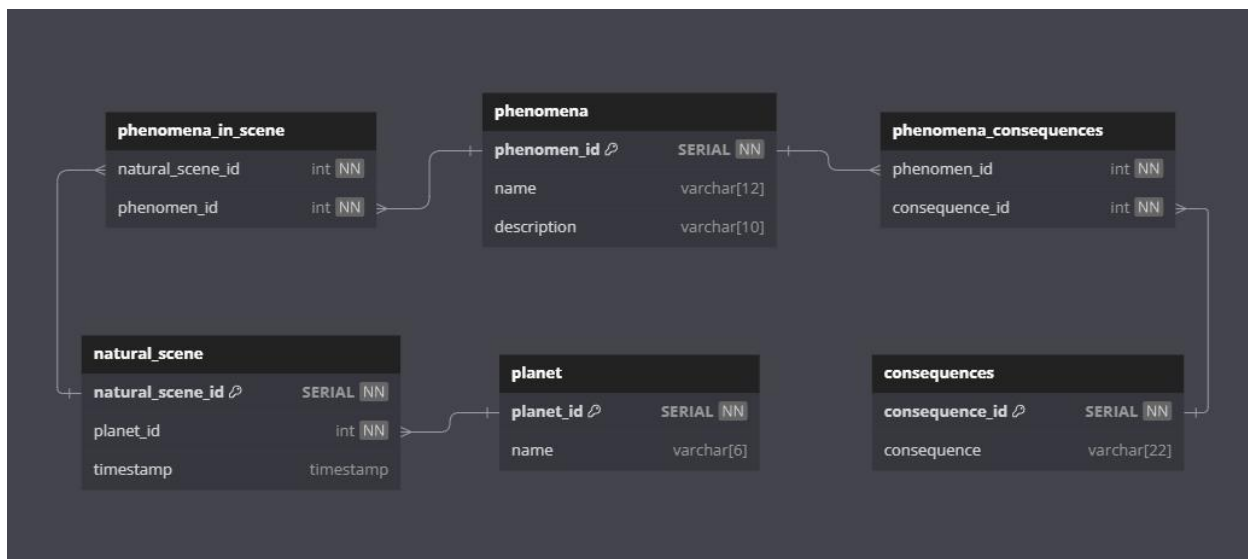 phenomena_in_scene
natural_scene_id int NN
phenomen_id int NN
phenomena
phenomen_id SERIAL NN
name varchar[12]
description varchar[10]
phenomena_consequences
phenomen_id int NN
consequence_id int NN
natural_scene
natural_scene_id SERIAL NN
planet_id int NN
timestamp timestamp
planet
planet_id SERIAL NN
name varchar[6]
consequences
consequence_id SERIAL NN
consequence varchar[22]